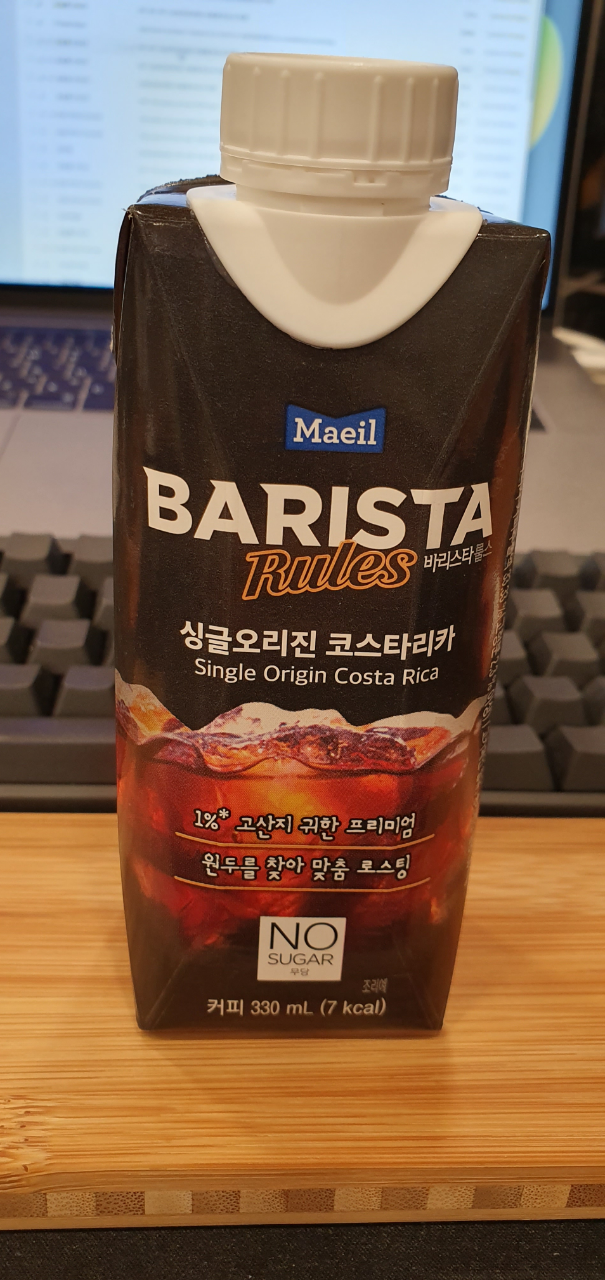 Maeil
BARISTA
Rules 바리스타룰스
싱글오리진 코스타리카
Single Origin Costa Rica
1%* 고산지 귀한 프리미엄
원두를 찾아 맞춤 로스팅
NO
SUGAR
무당
조리예
커피 330 mL (7 kcal)